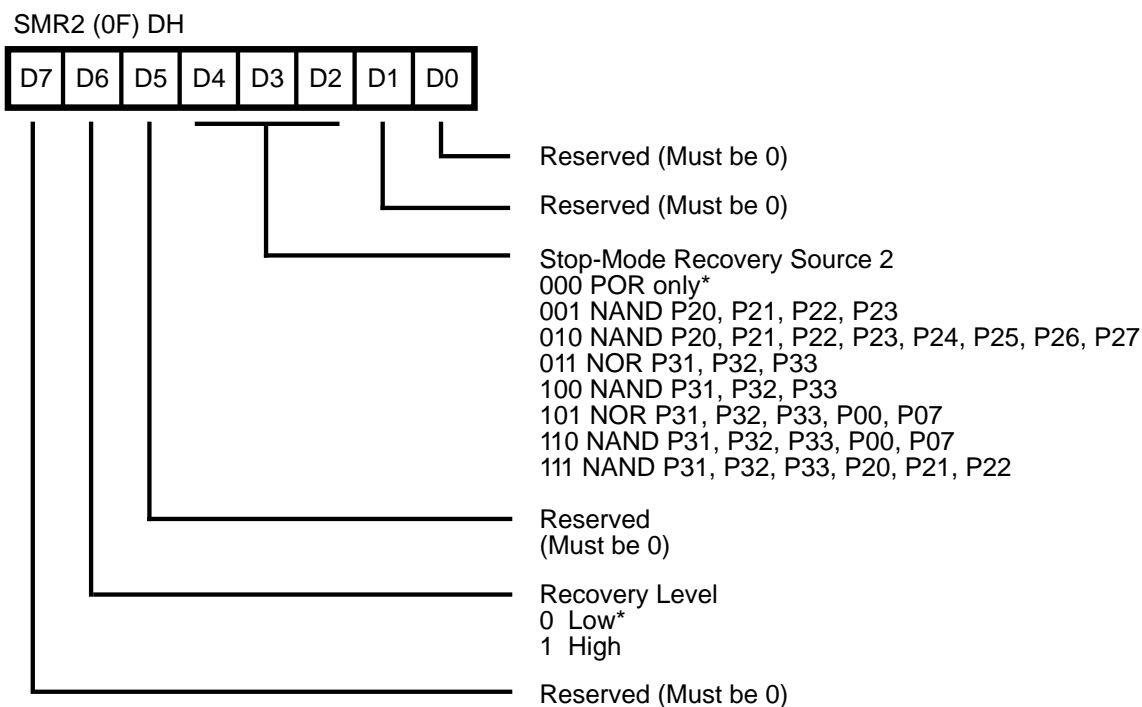 SMR2 (0F) DH
D7 D6 D5 D4 D3 D2 D1 D0
Reserved (Must be 0)
Reserved (Must be 0)
Stop-Mode Recovery Source 2
000 POR only*
001 NAND P20, P21, P22, P23
010 NAND P20, P21, P22, P23, P24, P25, P26, P27
011 NOR P31, P32, P33
100 NAND P31, P32, P33
101 NOR P31, P32, P33, P00, P07
110 NAND P31, P32, P33, P00, P07
111 NAND P31, P32, P33, P20, P21, P22
Reserved
(Must be 0)
Recovery Level
0 Low*
1 High
Reserved (Must be 0)